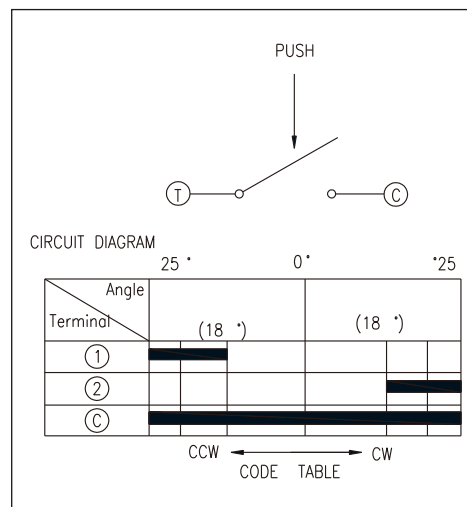 PUSH
T C
CIRCUIT DIAGRAM
25 ° 0° °25
Angle
Terminal
(18 °) (18 °)
1
2
C
CCW CW
CODE TABLE